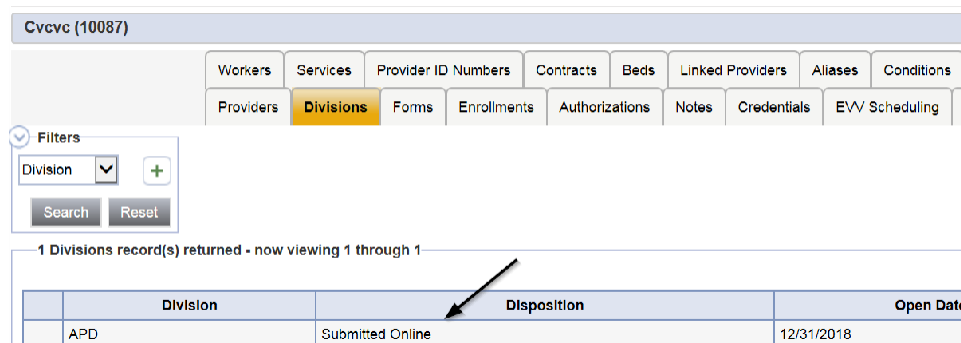 Cvcvc (10087)
Workers Services Provider ID Numbers Contracts Beds Linked Providers Aliases Conditions
Providers Divisions Forms Enrollments Authorizations Notes Credentials EVV Scheduling
Filters
Division
Search Reset
1 Divisions record(s) returned - now viewing 1 through 1
Division Disposition Open Date
APD Submitted Online 12/31/2018